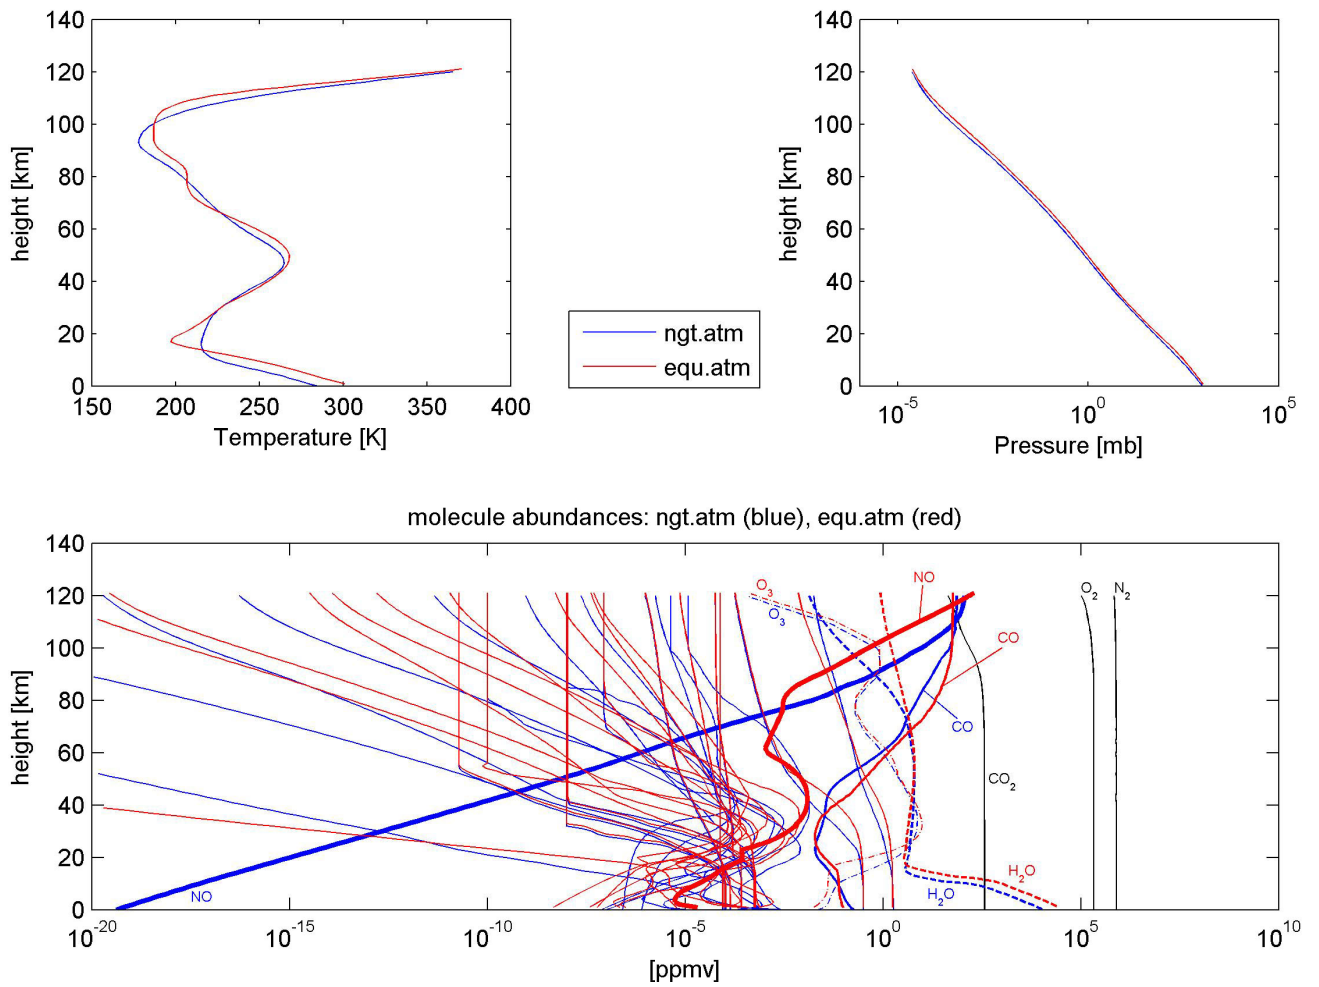 140
120
100
80
60
40
20
0
height [km]
150 200 250 300 350 400
Temperature [K]
ngt.atm
equ.atm
140
120
100
80
60
40
20
0
height [km]
10^-5 10^0 10^5
Pressure [mb]
molecule abundances: ngt.atm (blue), equ.atm (red)
140
120
100
80
60
40
20
0
height [km]
O3
O3
NO
O2 N2
CO
CO
CO2
H2O
H2O
NO
10^-20 10^-15 10^-10 10^-5 10^0 10^5 10^10
[ppmv]